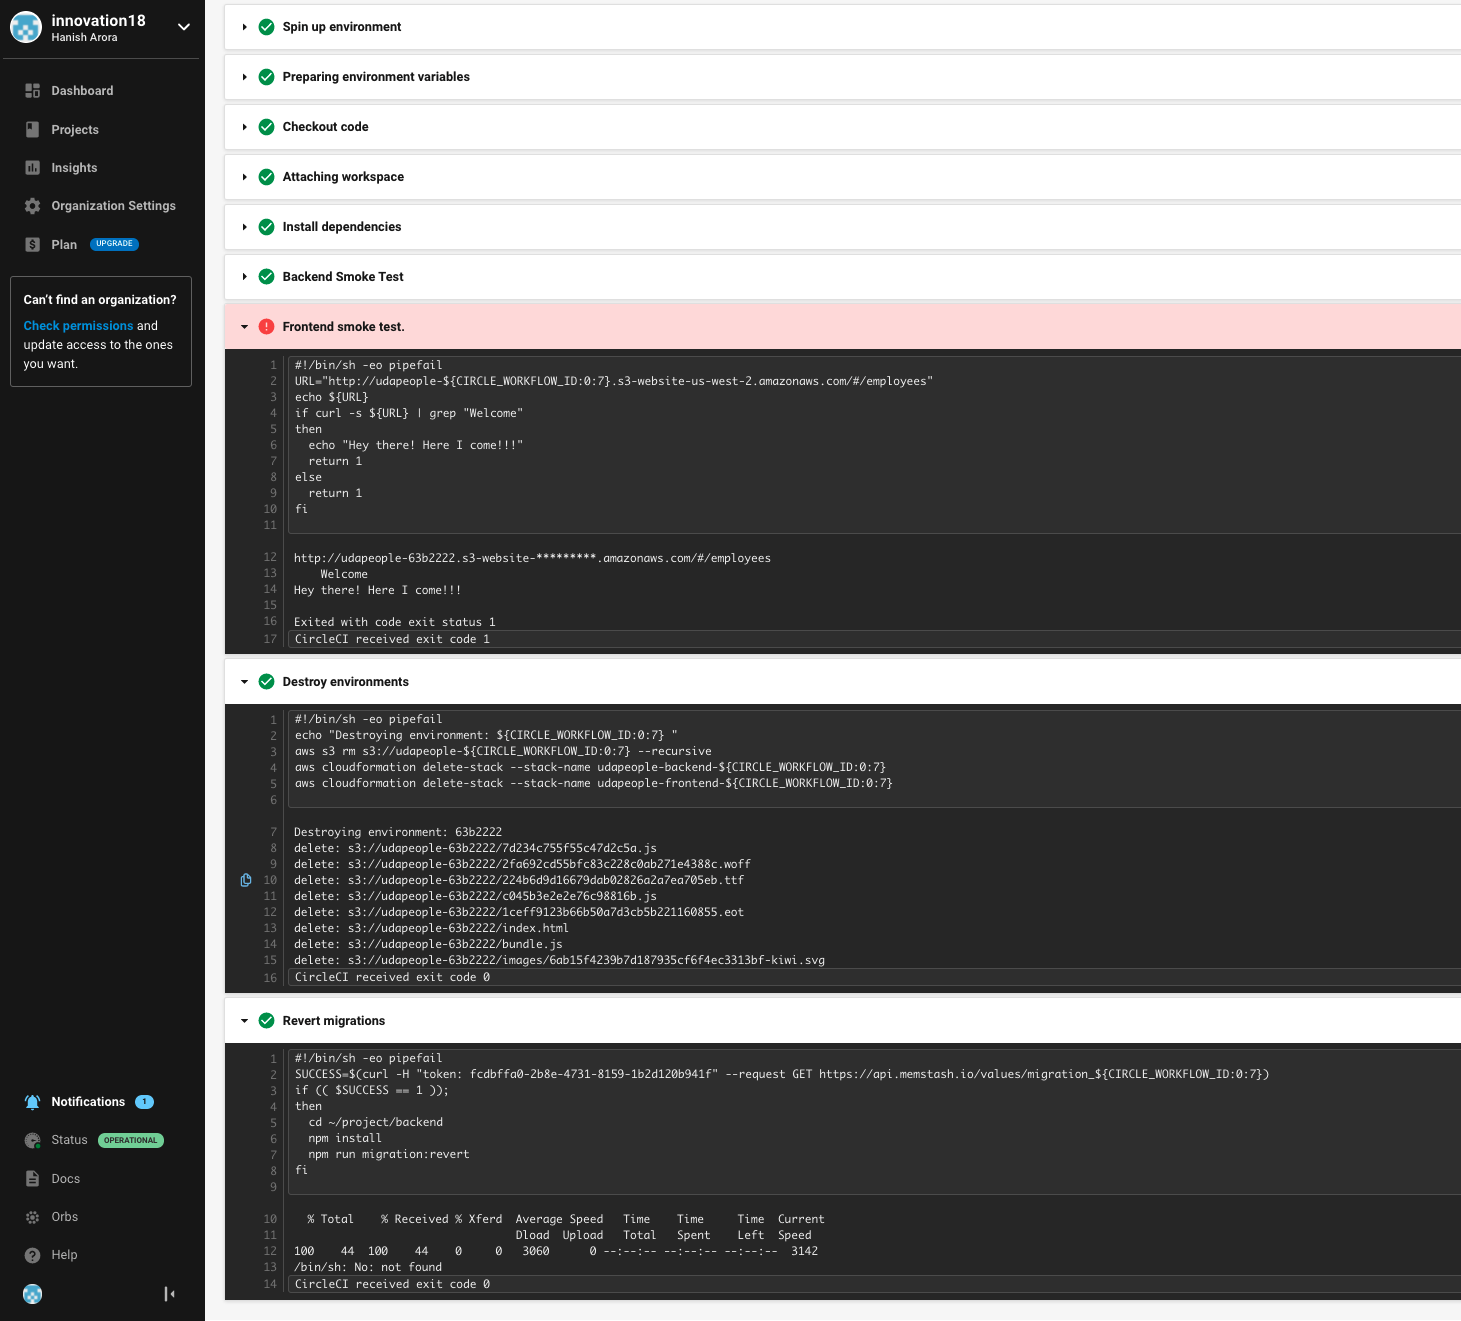 innovation18
Hanish Arora
Dashboard
Projects
Insights
Organization Settings
Plan UPGRADE
Can't find an organization?
Check permissions and
update access to the ones
you want.
Notifications 1
Status OPERATIONAL
Docs
Orbs
Help
Spin up environment
Preparing environment variables
Checkout code
Attaching workspace
Install dependencies
Backend Smoke Test
Frontend smoke test.
1 #!/bin/sh -eo pipefail
2 URL="http://udapeople-${CIRCLE_WORKFLOW_ID:0:7}.s3-website-us-west-2.amazonaws.com/#/employees"
3 echo ${URL}
4 if curl -s ${URL} | grep "Welcome"
5 then
6 echo "Hey there! Here I come!!!"
7 return 1
8 else
9 return 1
10 fi
11
12 http://udapeople-63b2222.s3-website-*********.amazonaws.com/#/employees
13 Welcome
14 Hey there! Here I come!!!
15
16 Exited with code exit status 1
17 CircleCI received exit code 1
Destroy environments
1 #!/bin/sh -eo pipefail
2 echo "Destroying environment: ${CIRCLE_WORKFLOW_ID:0:7} "
3 aws s3 rm s3://udapeople-${CIRCLE_WORKFLOW_ID:0:7} --recursive
4 aws cloudformation delete-stack --stack-name udapeople-backend-${CIRCLE_WORKFLOW_ID:0:7}
5 aws cloudformation delete-stack --stack-name udapeople-frontend-${CIRCLE_WORKFLOW_ID:0:7}
6
7 Destroying environment: 63b2222
8 delete: s3://udapeople-63b2222/7d234c755f55c47d2c5a.js
9 delete: s3://udapeople-63b2222/2fa692cd55bfc83c228c0ab271e4388c.woff
10 delete: s3://udapeople-63b2222/224b6d9d16679dab02826a2a7ea705eb.ttf
11 delete: s3://udapeople-63b2222/c045b3e2e2e76c98816b.js
12 delete: s3://udapeople-63b2222/1ceff9123b66b50a7d3cb5b221160855.eot
13 delete: s3://udapeople-63b2222/index.html
14 delete: s3://udapeople-63b2222/bundle.js
15 delete: s3://udapeople-63b2222/images/6ab15f4239b7d187935cf6f4ec3313bf-kiwi.svg
16 CircleCI received exit code 0
Revert migrations
1 #!/bin/sh -eo pipefail
2 SUCCESS=$(curl -H "token: fcdbffa0-2b8e-4731-8159-1b2d120b941f" --request GET https://api.memstash.io/values/migration_${CIRCLE_WORKFLOW_ID:0:7})
3 if (( $SUCCESS == 1 ));
4 then
5 cd ~/project/backend
6 npm install
7 npm run migration:revert
8 fi
9
10 % Total % Received % Xferd Average Speed Time Time Time Current
11 Dload Upload Total Spent Left Speed
12 100 44 100 44 0 0 3060 0 --:--:-- --:--:-- --:--:-- 3142
13 /bin/sh: No: not found
14 CircleCI received exit code 0